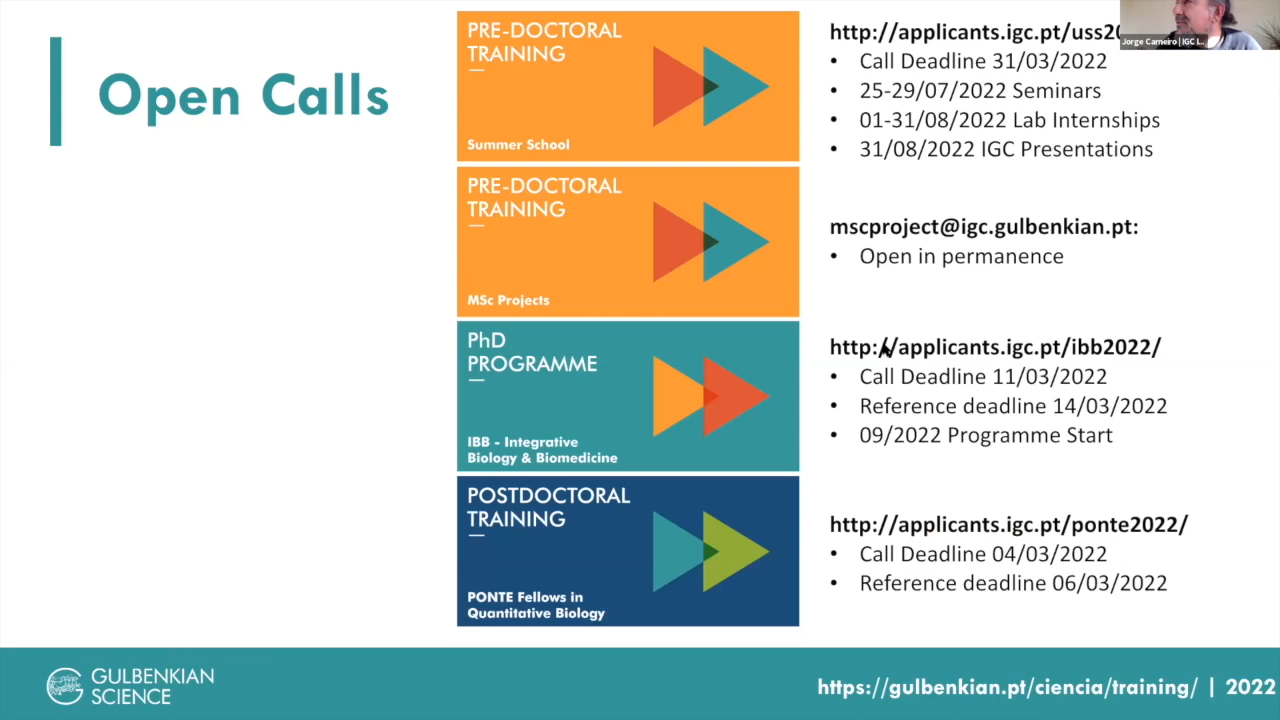 Open Calls
PRE-DOCTORAL
TRAINING
Summer School
http://applicants.igc.pt/uss20
• Call Deadline 31/03/2022
• 25-29/07/2022 Seminars
• 01-31/08/2022 Lab Internships
• 31/08/2022 IGC Presentations
Jorge Carneiro | IGC I...
PRE-DOCTORAL
TRAINING
MSc Projects
mscproject@igc.gulbenkian.pt:
• Open in permanence
PhD
PROGRAMME
IBB - Integrative
Biology & Biomedicine
http://applicants.igc.pt/ibb2022/
• Call Deadline 11/03/2022
• Reference deadline 14/03/2022
• 09/2022 Programme Start
POSTDOCTORAL
TRAINING
PONTE Fellows in
Quantitative Biology
http://applicants.igc.pt/ponte2022/
• Call Deadline 04/03/2022
• Reference deadline 06/03/2022
GULBENKIAN
SCIENCE
https://gulbenkian.pt/ciencia/training/ | 2022